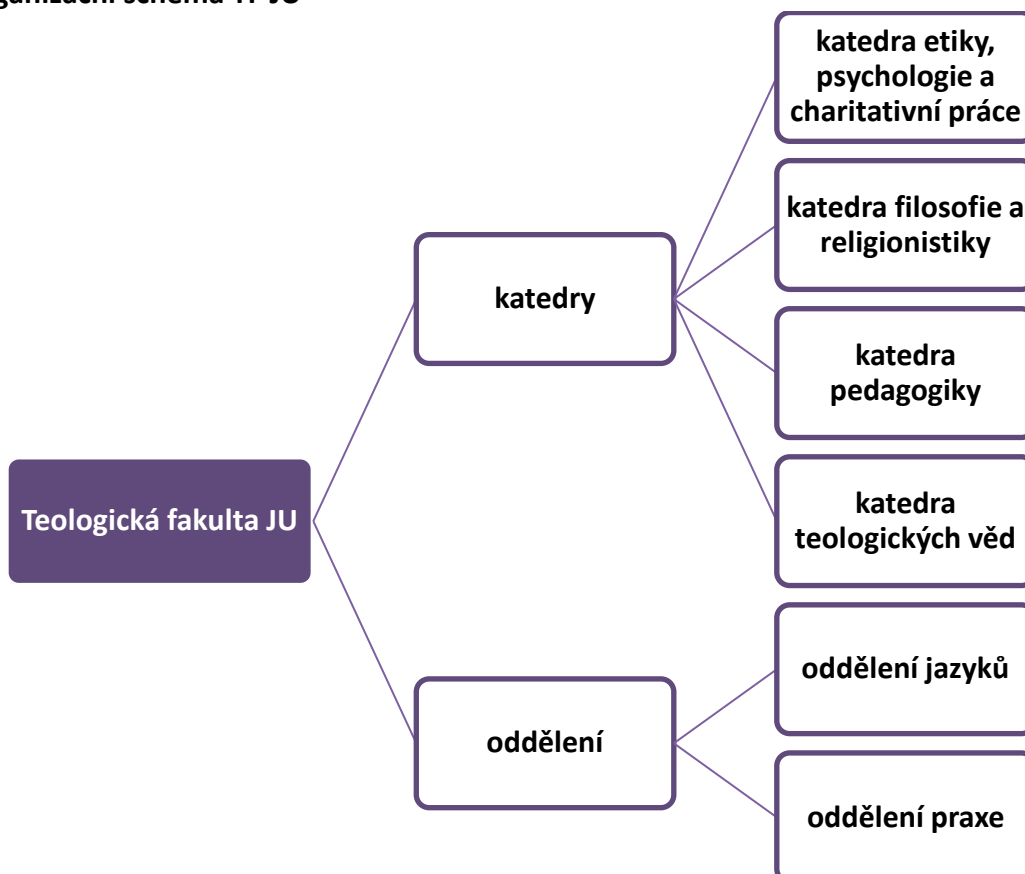 katedra etiky,
psychologie a
charitativní práce
katedra filosofie a
religionistiky
katedry
katedra
pedagogiky
katedra
teologických věd
Teologická fakulta JU
oddělení jazyků
oddělení
oddělení praxe